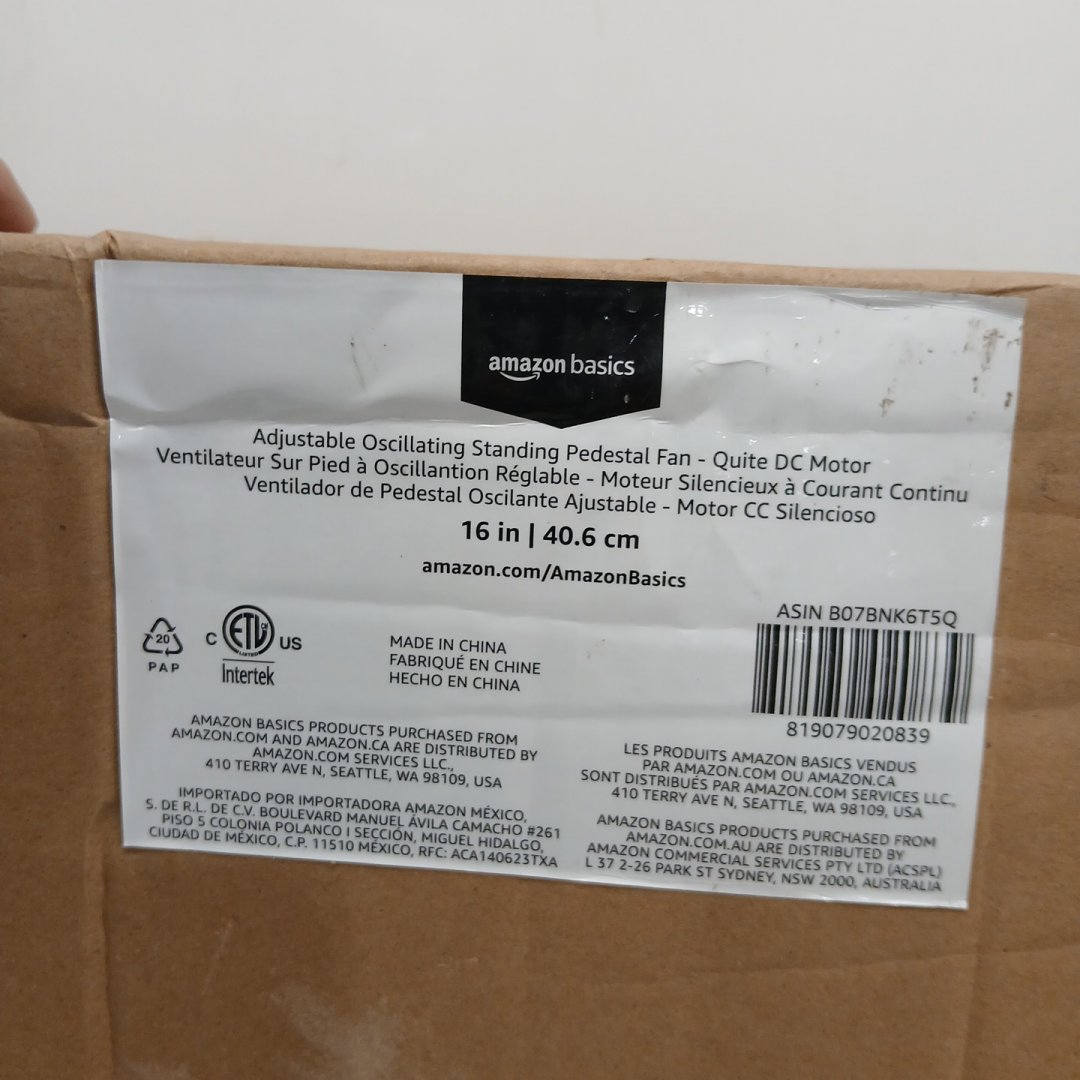 amazon basics
Adjustable Oscillating Standing Pedestal Fan - Quite DC Motor
Ventilateur Sur Pied à Oscillantion Réglable - Moteur Silencieux à Courant Continu
Ventilador de Pedestal Oscilante Ajustable - Motor CC Silencioso
16 in | 40.6 cm
amazon.com/AmazonBasics
20
PAP
C ETL US
LISTED
Intertek
MADE IN CHINA
FABRIQUÉ EN CHINE
HECHO EN CHINA
ASIN B07BNK6T5Q
819079020839
AMAZON BASICS PRODUCTS PURCHASED FROM
AMAZON.COM AND AMAZON.CA ARE DISTRIBUTED BY
AMAZON.COM SERVICES LLC.,
410 TERRY AVE N, SEATTLE, WA 98109, USA
IMPORTADO POR IMPORTADORA AMAZON MÉXICO,
S. DE R.L. DE C.V. BOULEVARD MANUEL ÁVILA CAMACHO #261
PISO 5 COLONIA POLANCO I SECCIÓN, MIGUEL HIDALGO,
CIUDAD DE MÉXICO, C.P. 11510 MÉXICO, RFC: ACA140623TXA
LES PRODUITS AMAZON BASICS VENDUS
PAR AMAZON.COM OU AMAZON.CA
SONT DISTRIBUÉS PAR AMAZON.COM SERVICES LLC.,
410 TERRY AVE N, SEATTLE, WA 98109, USA
AMAZON BASICS PRODUCTS PURCHASED FROM
AMAZON.COM.AU ARE DISTRIBUTED BY
AMAZON COMMERCIAL SERVICES PTY LTD (ACSPL)
L 37 2-26 PARK ST SYDNEY, NSW 2000, AUSTRALIA